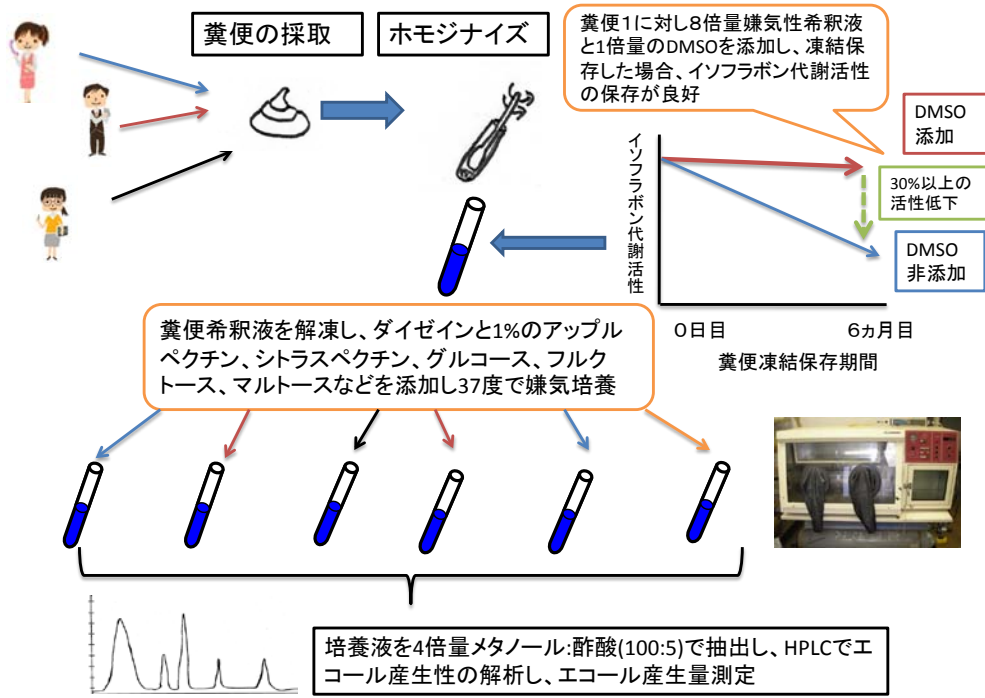 糞便の採取
ホモジナイズ
糞便1に対し8倍量嫌気性希釈液
と1倍量のDMSOを添加し、凍結保
存した場合、イソフラボン代謝活性
の保存が良好
DMSO
添加
30%以上の
活性低下
DMSO
非添加
イソフラボン代謝活性
0日目
6ヵ月目
糞便凍結保存期間
糞便希釈液を解凍し、ダイゼインと1%のアップル
ペクチン、シトラスペクチン、グルコース、フルク
トース、マルトースなどを添加し37度で嫌気培養
培養液を4倍量メタノール:酢酸(100:5)で抽出し、HPLCでエ
コール産生性の解析し、エコール産生量測定